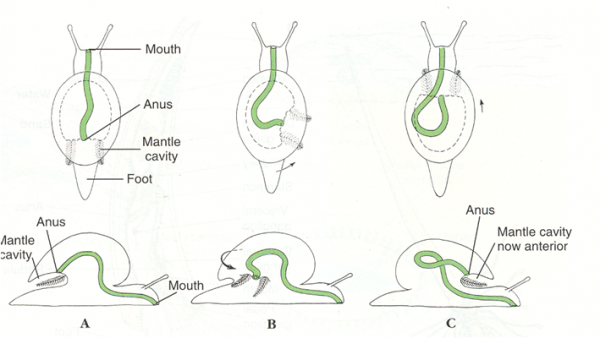 Mouth
Anus
Mantle
cavity
Foot
Anus
Mantle
cavity
Mouth
Anus
Mantle cavity
now anterior
A
B
C